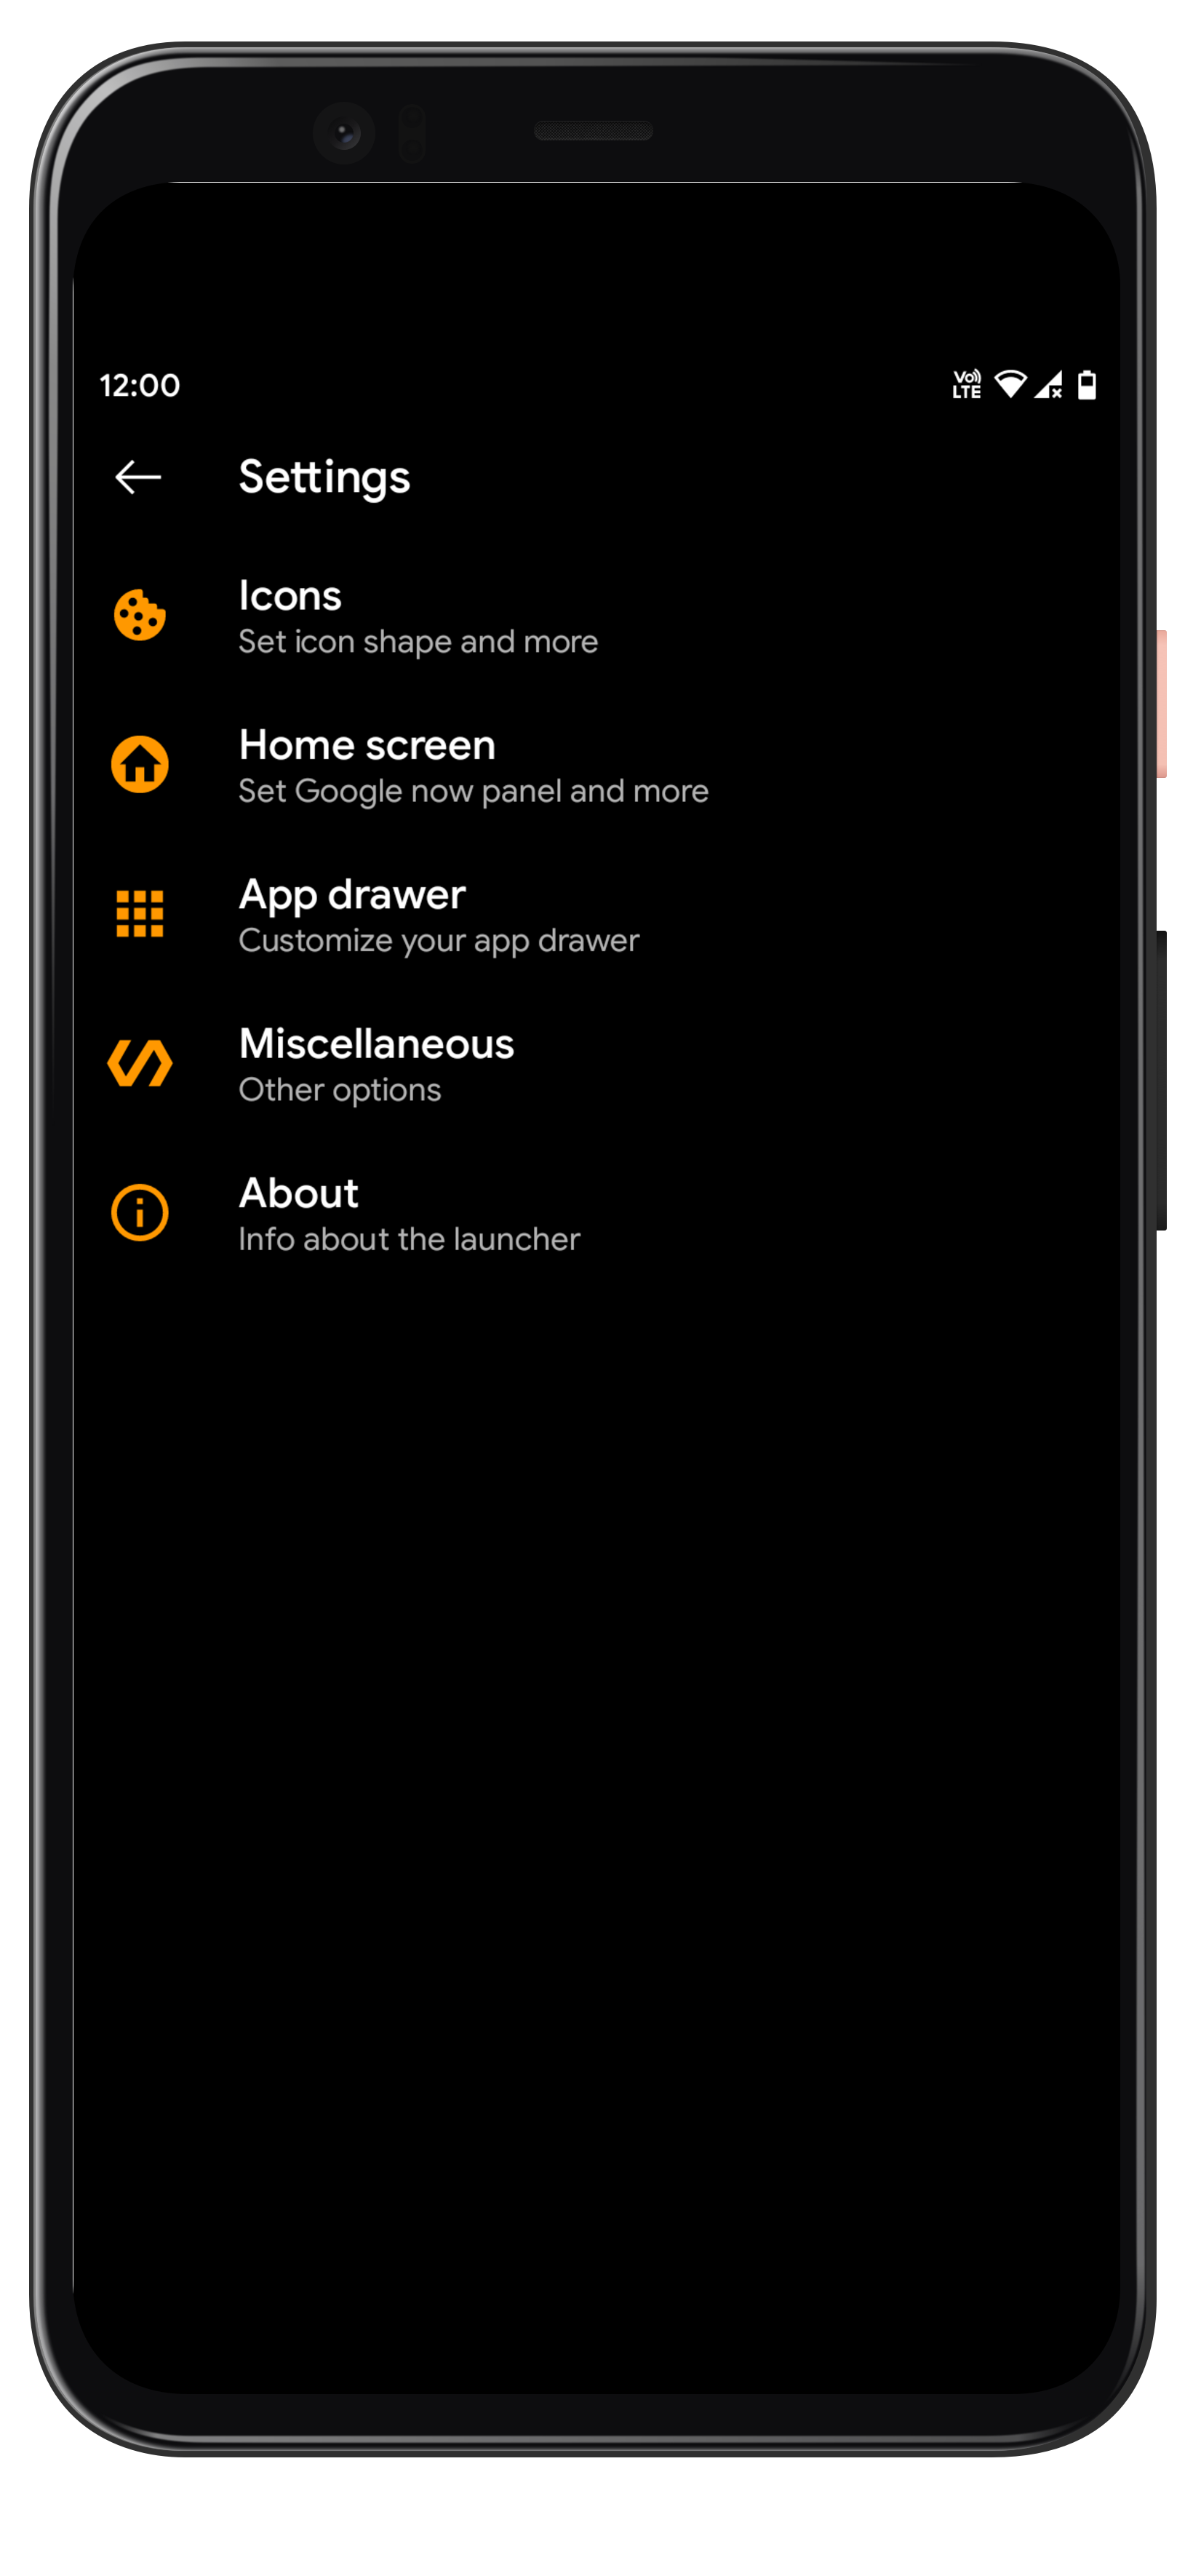 12:00
Vo)) LTE
Settings
Icons
Set icon shape and more
Home screen
Set Google now panel and more
App drawer
Customize your app drawer
Miscellaneous
Other options
About
Info about the launcher